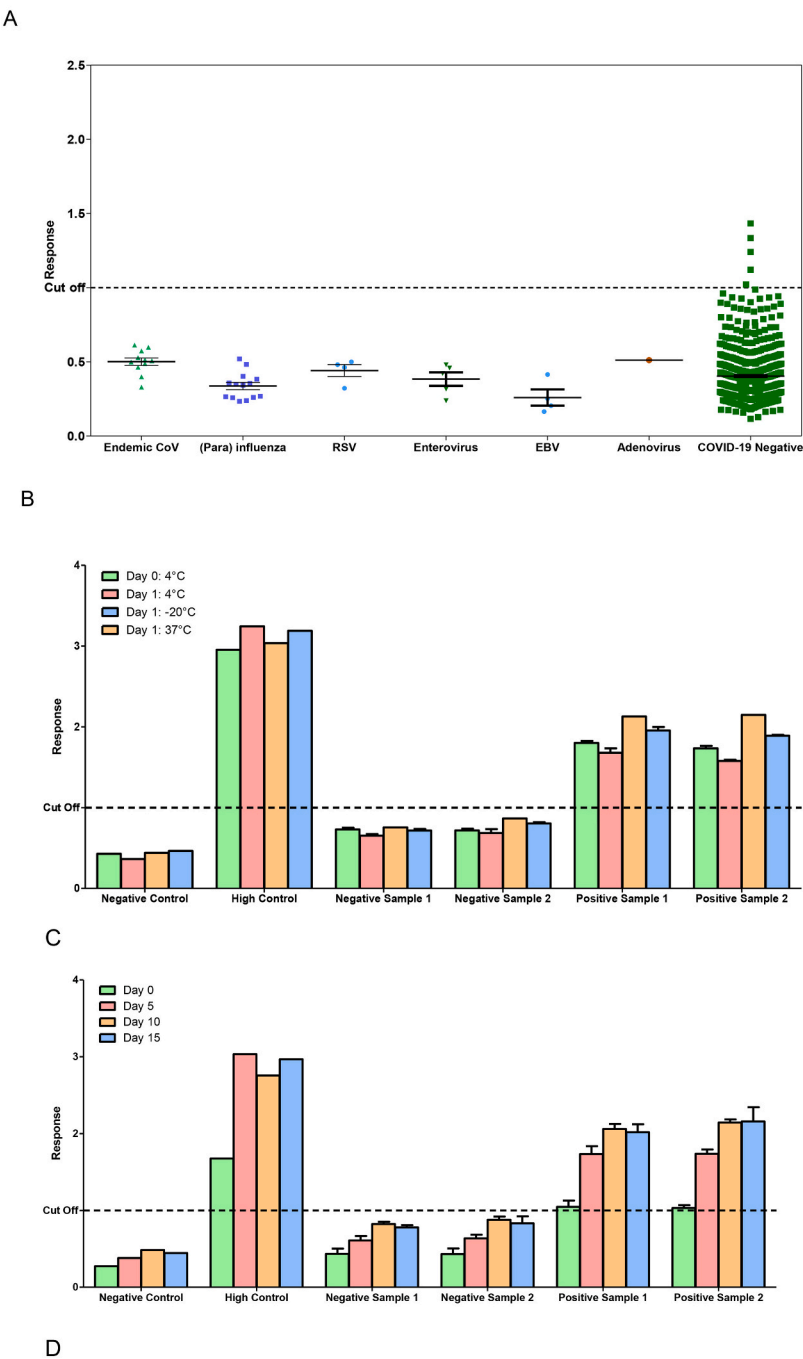 A
2.5
2.0
1.5
Cut off
0.5
0.0
Response
Endemic CoV (Para) influenza RSV Enterovirus EBV Adenovirus COVID-19 Negative
B
4
3
2
Cut Off
0
Response
Day 0: 4°C
Day 1: 4°C
Day 1: -20°C
Day 1: 37°C
Negative Control High Control Negative Sample 1 Negative Sample 2 Positive Sample 1 Positive Sample 2
C
4
3
2
Cut Off
0
Response
Day 0
Day 5
Day 10
Day 15
Negative Control High Control Negative Sample 1 Negative Sample 2 Positive Sample 1 Positive Sample 2
D